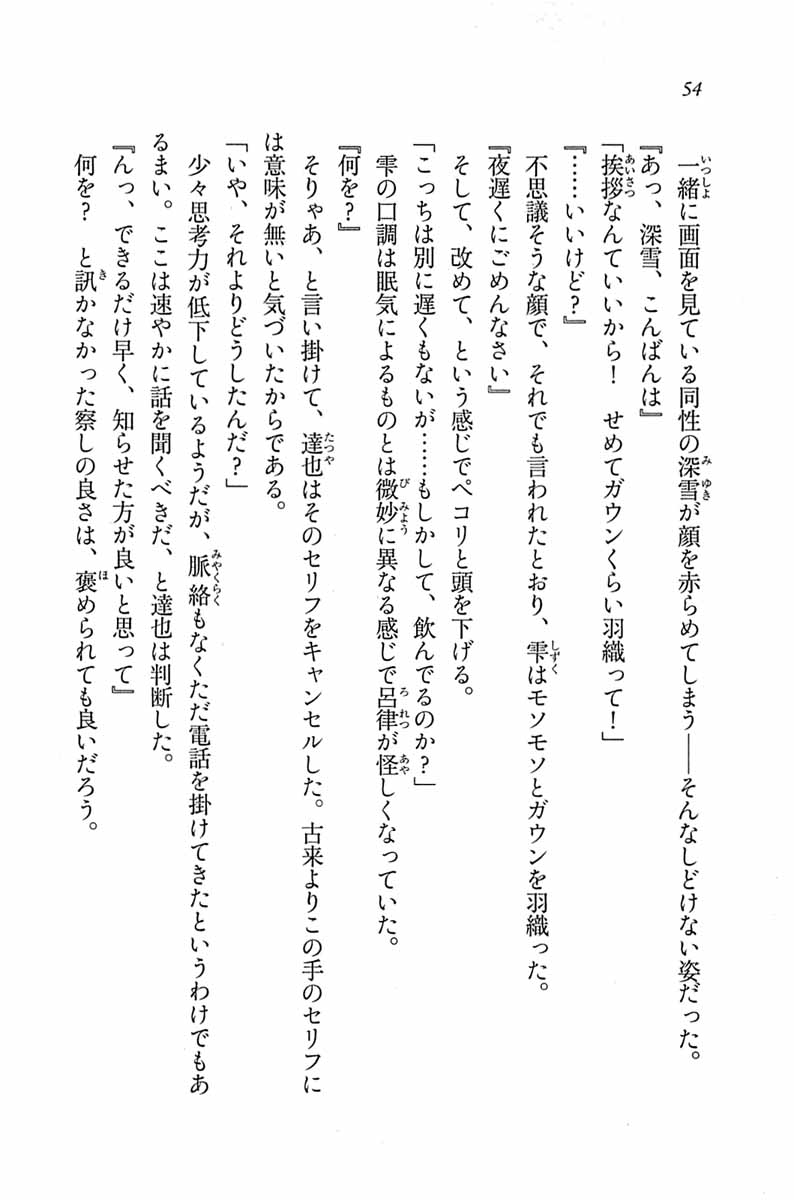 54
一緒に画面を見ている同性の深雪が顔を赤らめてしまう――そんなしどけない姿だった。
『あっ、深雪、こんばんは』
「挨拶なんていいから！　せめてガウンくらい羽織って！」
『……いいけど？』
不思議そうな顔で、それでも言われたとおり、雫はモソモソとガウンを羽織った。
『夜遅くにごめんなさい』
そして、改めて、という感じでペコリと頭を下げる。
「こっちは別に遅くもないが……もしかして、飲んでるのか？」
雫の口調は眠気によるものとは微妙に異なる感じで呂律が怪しくなっていた。
『何を？』
そりゃあ、と言い掛けて、達也はそのセリフをキャンセルした。古来よりこの手のセリフに
は意味が無いと気づいたからである。
「いや、それよりどうしたんだ？」
少々思考力が低下しているようだが、脈絡もなくただ電話を掛けてきたというわけでもあ
るまい。ここは速やかに話を聞くべきだ、と達也は判断した。
『んっ、できるだけ早く、知らせた方が良いと思って』
何を？　と訊かなかった察しの良さは、褒められても良いだろう。